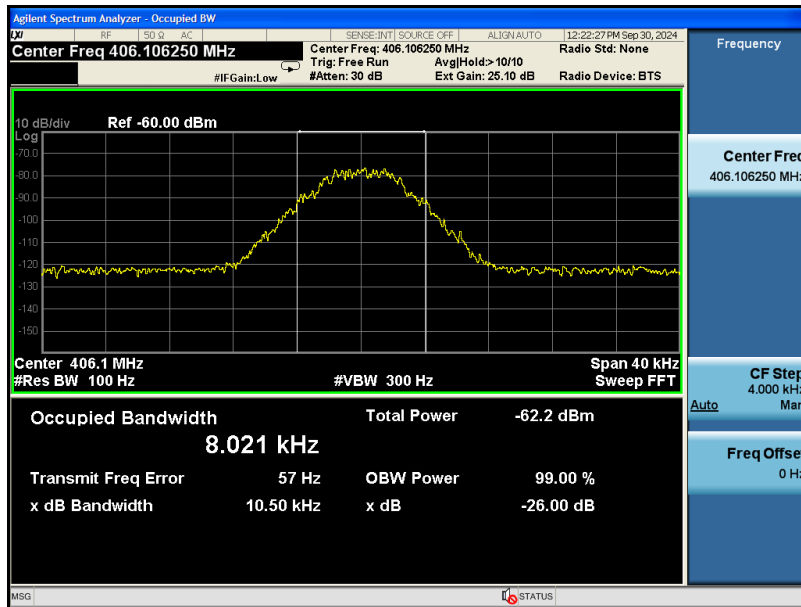 Agilent Spectrum Analyzer - Occupied BW
LXI RF 50 Ω AC SENSE:INT SOURCE OFF ALIGN AUTO 12:22:27 PM Sep 30, 2024
Center Freq 406.106250 MHz
Center Freq: 406.106250 MHz Radio Std: None
Trig: Free Run Avg|Hold:>10/10
#IFGain:Low #Atten: 30 dB Ext Gain: 25.10 dB Radio Device: BTS
10 dB/div Ref -60.00 dBm
Log
-70.0
-80.0
-90.0
-100
-110
-120
-130
-140
-150
Center 406.1 MHz Span 40 kHz
#Res BW 100 Hz #VBW 300 Hz Sweep FFT
Occupied Bandwidth Total Power -62.2 dBm
8.021 kHz
Transmit Freq Error 57 Hz OBW Power 99.00 %
x dB Bandwidth 10.50 kHz x dB -26.00 dB
MSG STATUS
Frequency
Center Freq
406.106250 MHz
CF Step
4.000 kHz
Auto Man
Freq Offset
0 Hz